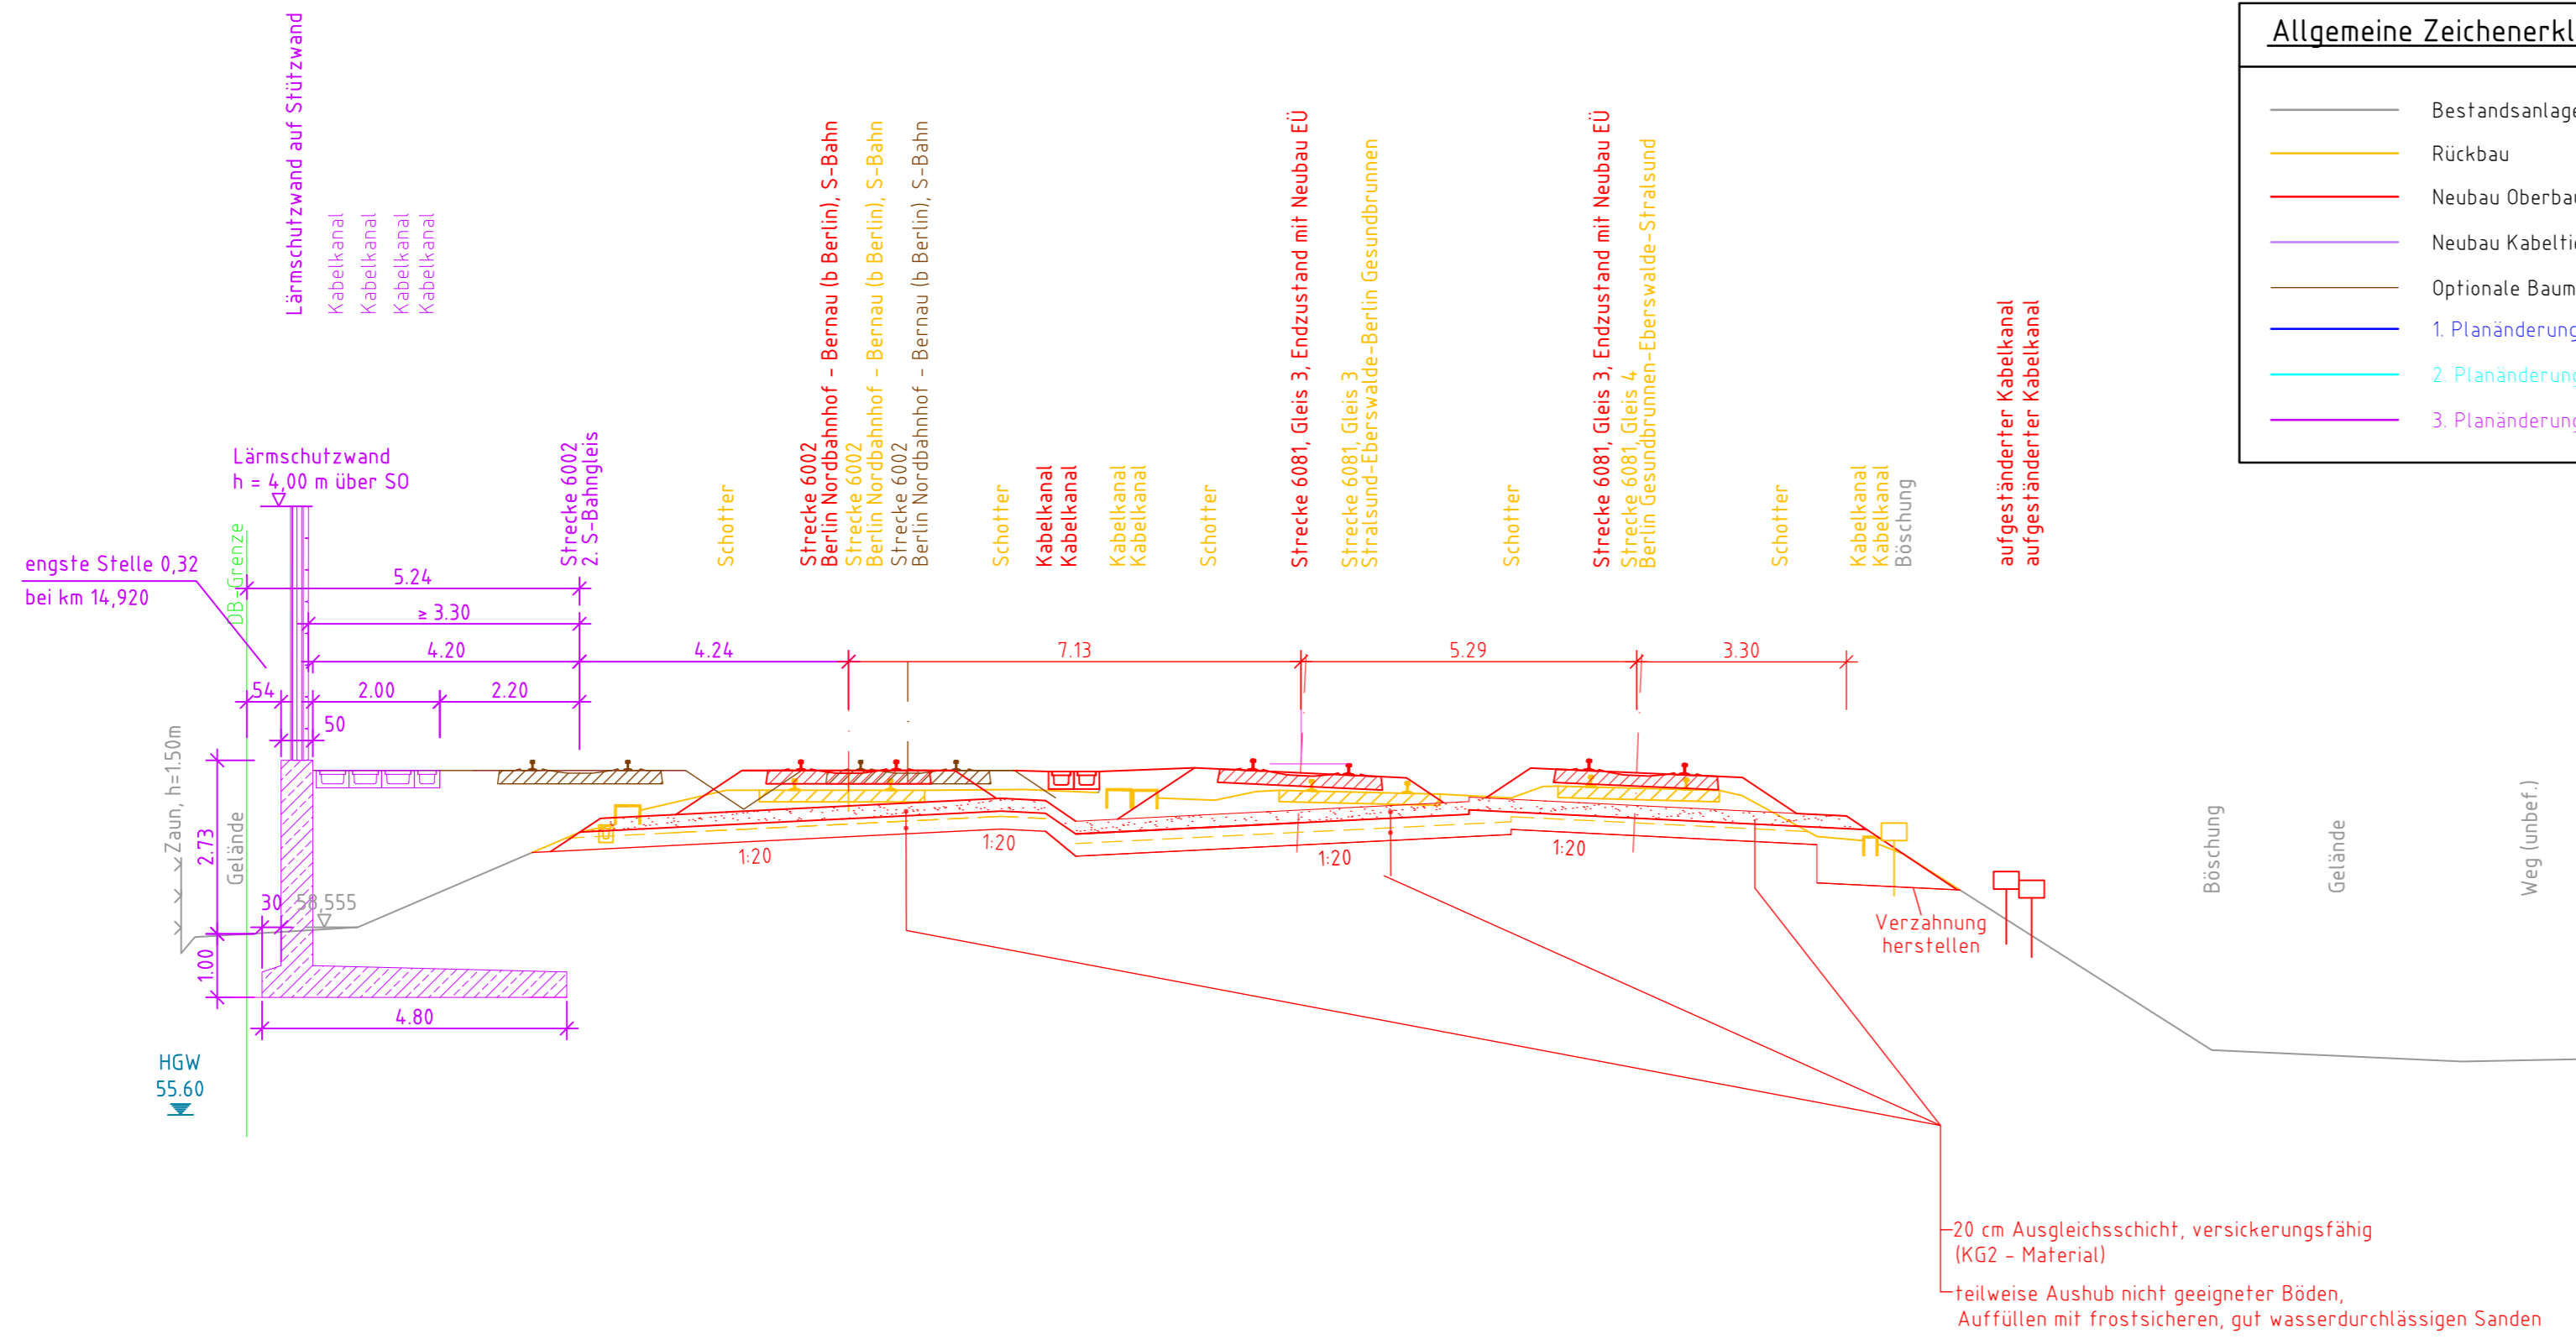 Allgemeine Zeichenerkl
Bestandsanlage
Rückbau
Neubau Oberbau
Neubau Kabelti
Optionale Baum
1. Planänderung
2. Planänderung
3. Planänderung
Lärmschutzwand auf Stützwand
Kabelkanal
Kabelkanal
Kabelkanal
Kabelkanal
Strecke 6002
2. S-Bahngleis
Schotter
Strecke 6002
Berlin Nordbahnhof - Bernau (b Berlin), S-Bahn
Strecke 6002
Berlin Nordbahnhof - Bernau (b Berlin), S-Bahn
Strecke 6002
Berlin Nordbahnhof - Bernau (b Berlin), S-Bahn
Schotter
Kabelkanal
Kabelkanal
Kabelkanal
Kabelkanal
Schotter
Strecke 6081, Gleis 3, Endzustand mit Neubau EÜ
Strecke 6081, Gleis 3
Stralsund-Eberswalde-Berlin Gesundbrunnen
Schotter
Strecke 6081, Gleis 3, Endzustand mit Neubau EÜ
Strecke 6081, Gleis 4
Berlin Gesundbrunnen-Eberswalde-Stralsund
Schotter
Kabelkanal
Kabelkanal
Böschung
aufgeständerter Kabelkanal
aufgeständerter Kabelkanal
Lärmschutzwand
h = 4,00 m über SO
DB-Grenze
engste Stelle 0,32
bei km 14,920
5.24
≥ 3.30
4.20
4.24
7.13
5.29
3.30
54
2.00
2.20
50
Zaun, h=1.50m
Gelände
2.73
30
58,555
1.00
4.80
HGW
55.60
1:20
1:20
1:20
1:20
Verzahnung
herstellen
Böschung
Gelände
Weg (unbef.)
20 cm Ausgleichsschicht, versickerungsfähig
(KG2 - Material)
teilweise Aushub nicht geeigneter Böden,
Auffüllen mit frostsicheren, gut wasserdurchlässigen Sanden